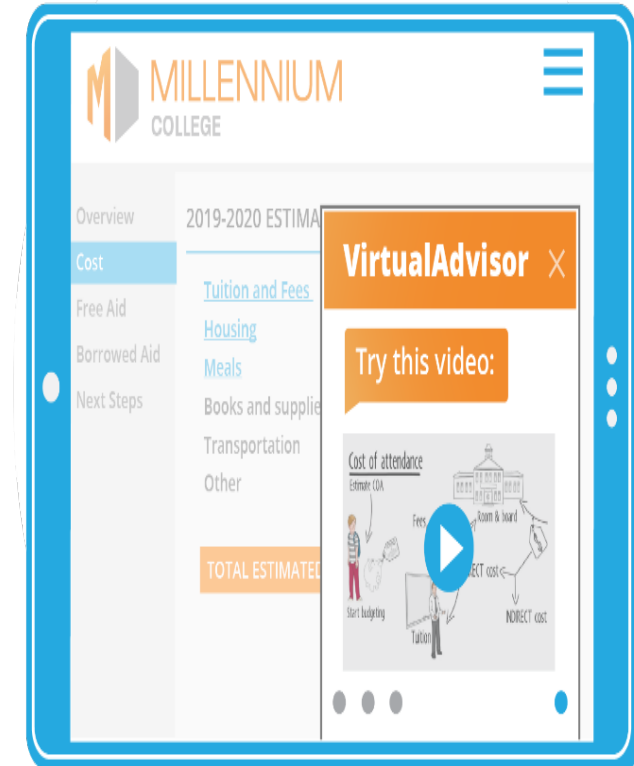 MILLENNIUM
COLLEGE
Overview
Cost
Free Aid
Borrowed Aid
Next Steps
2019-2020 ESTIMA
Tuition and Fees
Housing
Meals
Books and supplie
Transportation
Other
TOTAL ESTIMATED
VirtualAdvisor ×
Try this video:
Cost of attendance
Estimate COA
Fees
Room & board
ECT cost
INDIRECT cost
Start budgeting
Tuition